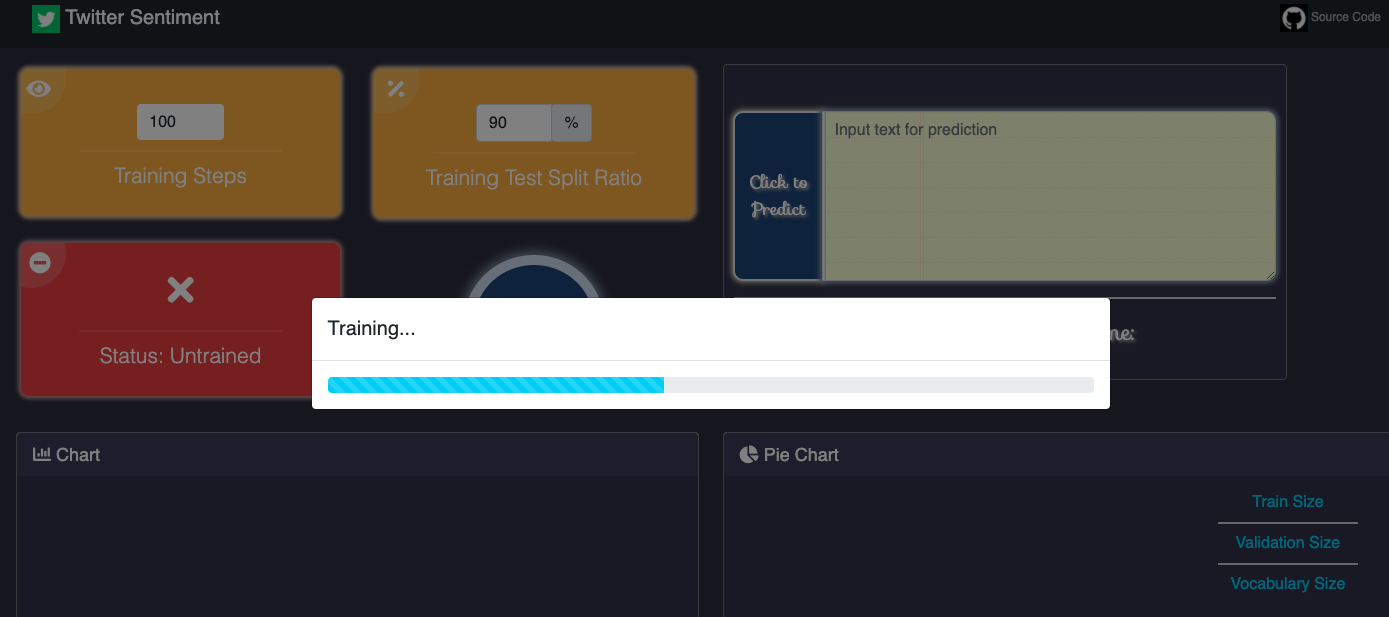 Twitter Sentiment
Source Code
100
Training Steps
90 %
Training Test Split Ratio
Input text for prediction
Click to
Predict
Status: Untrained
Training...
Chart
Pie Chart
Train Size
Validation Size
Vocabulary Size